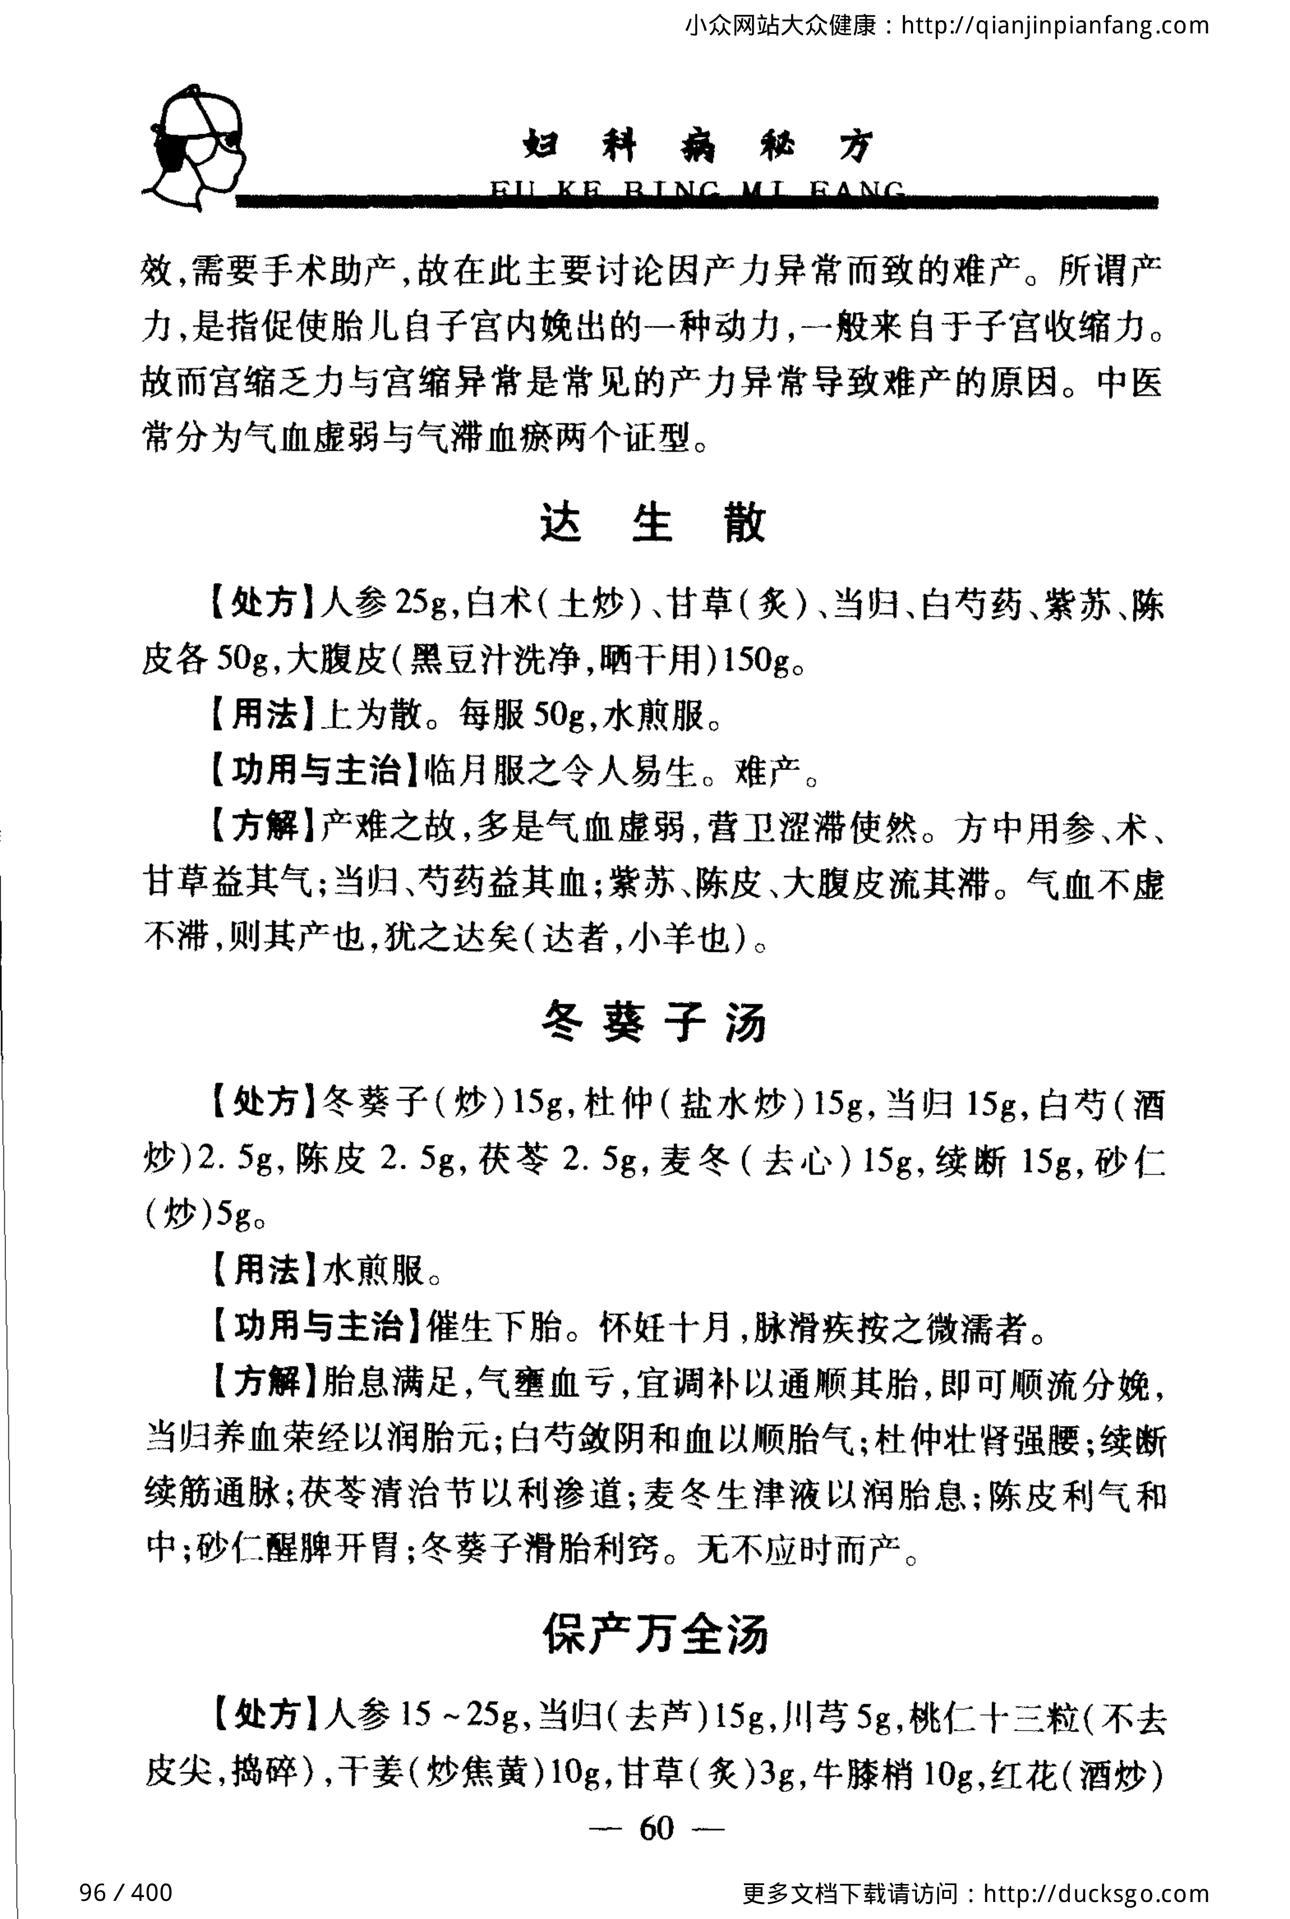 小众网站大众健康：http://qianjinpianfang.com
妇科病秘方
FU KE BING MI FANG
效,需要手术助产,故在此主要讨论因产力异常而致的难产。所谓产
力,是指促使胎儿自子宫内娩出的一种动力,一般来自于子宫收缩力。
故而宫缩乏力与宫缩异常是常见的产力异常导致难产的原因。中医
常分为气血虚弱与气滞血瘀两个证型。
达生散
【处方】人参25g,白术(土炒)、甘草(炙)、当归、白芍药、紫苏、陈
皮各50g,大腹皮(黑豆汁洗净,晒干用)150g。
【用法】上为散。每服50g,水煎服。
【功用与主治】临月服之令人易生。难产。
【方解】产难之故,多是气血虚弱,营卫涩滞使然。方中用参、术、
甘草益其气;当归、芍药益其血;紫苏、陈皮、大腹皮流其滞。气血不虚
不滞,则其产也,犹之达矣(达者,小羊也)。
冬葵子汤
【处方】冬葵子(炒)15g,杜仲(盐水炒)15g,当归15g,白芍(酒
炒)2.5g,陈皮2.5g,茯苓2.5g,麦冬(去心)15g,续断15g,砂仁
(炒)5g。
【用法】水煎服。
【功用与主治】催生下胎。怀妊十月,脉滑疾按之微濡者。
【方解】胎息满足,气壅血亏,宜调补以通顺其胎,即可顺流分娩,
当归养血荣经以润胎元;白芍敛阴和血以顺胎气;杜仲壮肾强腰;续断
续筋通脉;茯苓清治节以利渗道;麦冬生津液以润胎息;陈皮利气和
中;砂仁醒脾开胃;冬葵子滑胎利窍。无不应时而产。
保产万全汤
【处方】人参15~25g,当归(去芦)15g,川芎5g,桃仁十三粒(不去
皮尖,捣碎),干姜(炒焦黄)10g,甘草(炙)3g,牛膝梢10g,红花(酒炒)
— 60 —
96 / 400
更多文档下载请访问：http://ducksgo.com